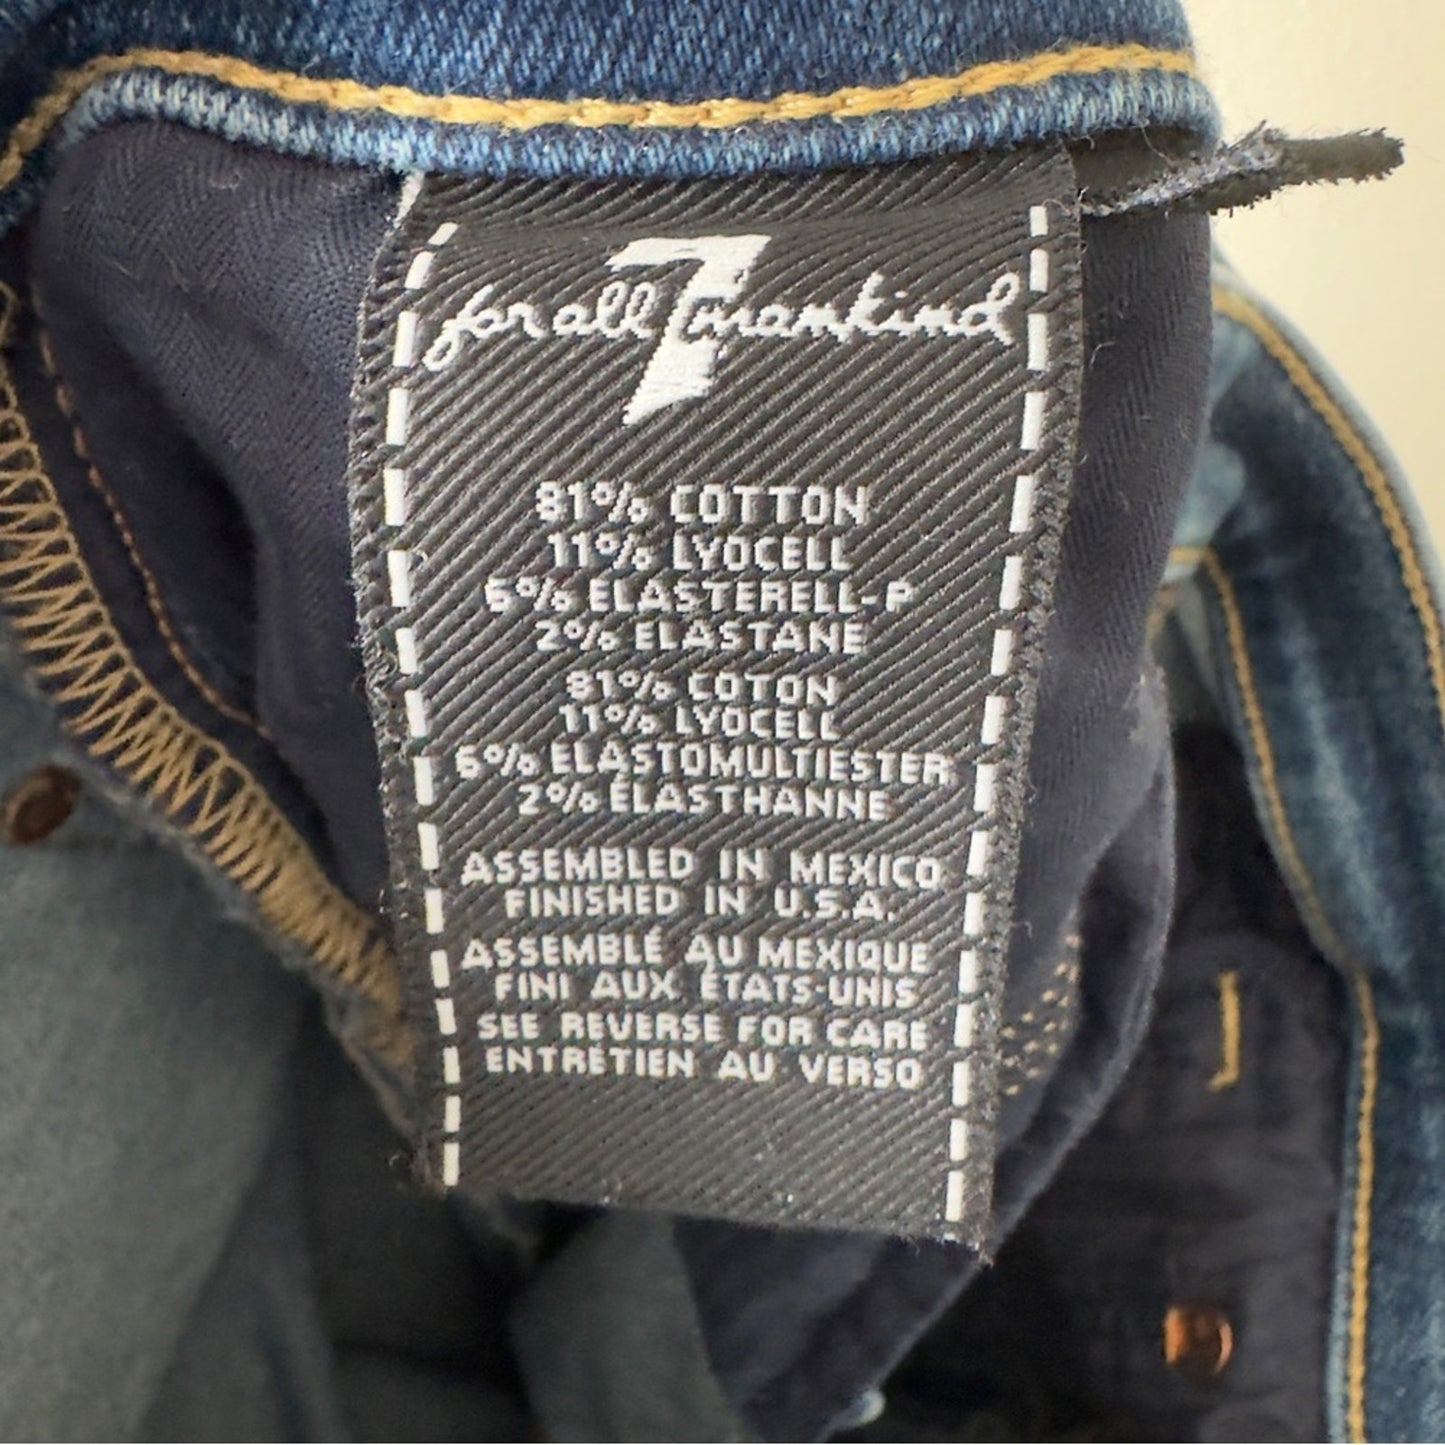 7
for all mankind
81% COTTON
11% LYOCELL
6% ELASTERELL-P
2% ELASTANE
81% COTON
11% LYOCELL
6% ÉLASTOMULTIESTER
2% ÉLASTHANNE
ASSEMBLED IN MEXICO
FINISHED IN U.S.A.
ASSEMBLÉ AU MEXIQUE
FINI AUX ÉTATS-UNIS
SEE REVERSE FOR CARE
ENTRETIEN AU VERSO